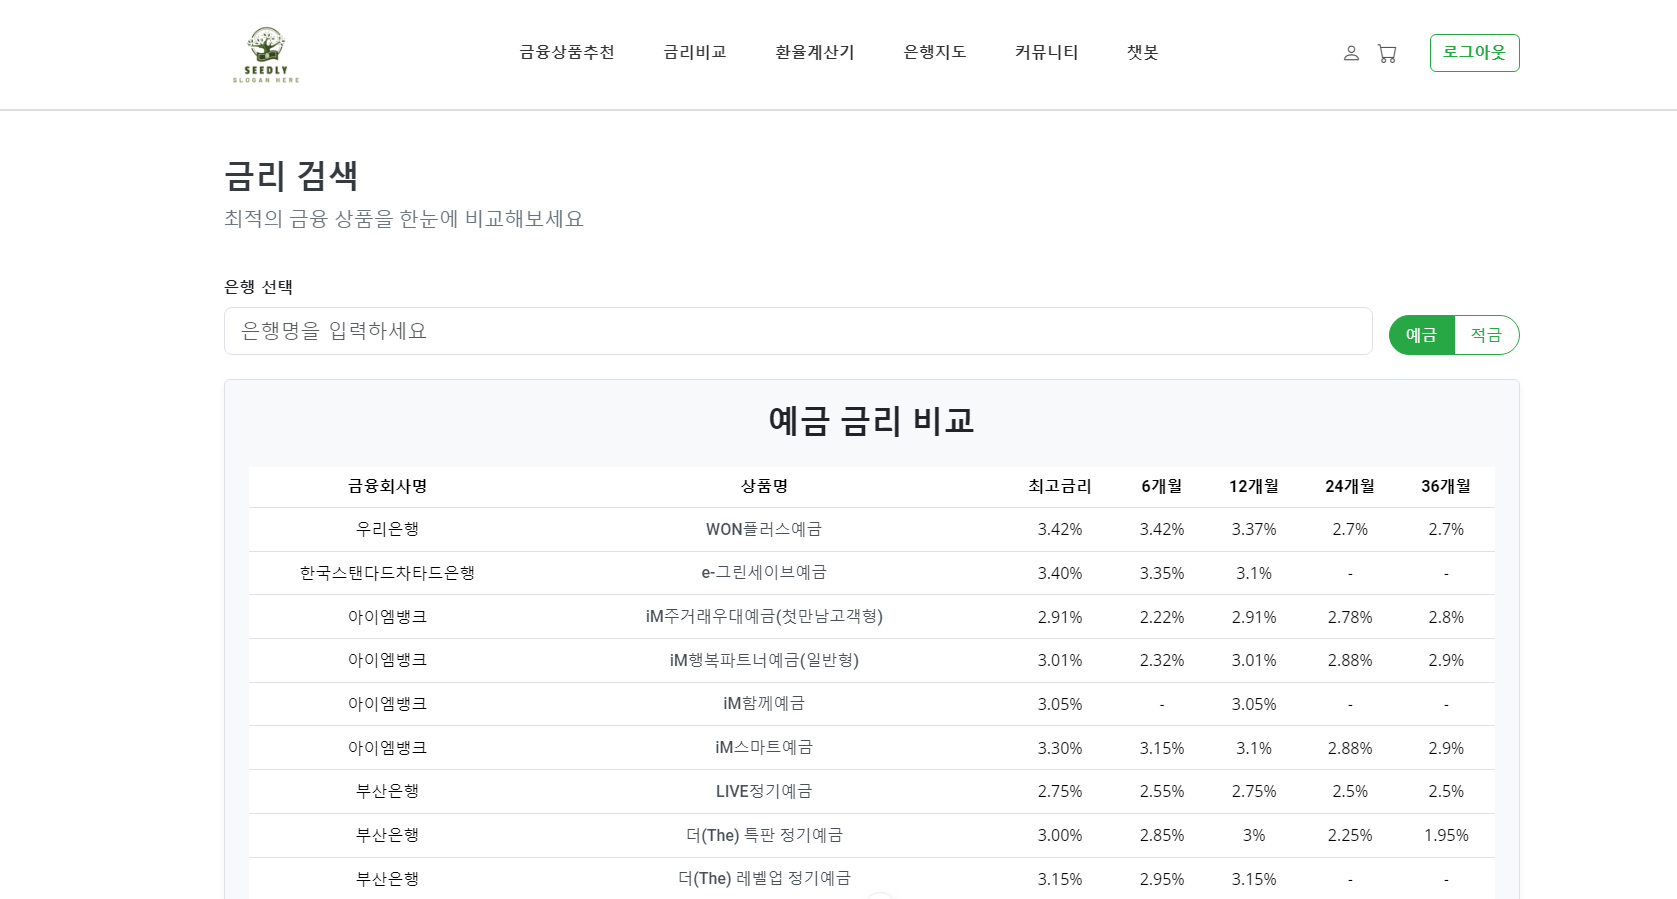 SEEDLY
SLOGAN HERE
금융상품추천 금리비교 환율계산기 은행지도 커뮤니티 챗봇 로그아웃
금리 검색
최적의 금융 상품을 한눈에 비교해보세요
은행 선택
은행명을 입력하세요 예금 적금
예금 금리 비교
금융회사명 상품명 최고금리 6개월 12개월 24개월 36개월
우리은행 WON플러스예금 3.42% 3.42% 3.37% 2.7% 2.7%
한국스탠다드차타드은행 e-그린세이브예금 3.40% 3.35% 3.1% - -
아이엠뱅크 iM주거래우대예금(첫만남고객형) 2.91% 2.22% 2.91% 2.78% 2.8%
아이엠뱅크 iM행복파트너예금(일반형) 3.01% 2.32% 3.01% 2.88% 2.9%
아이엠뱅크 iM함께예금 3.05% - 3.05% - -
아이엠뱅크 iM스마트예금 3.30% 3.15% 3.1% 2.88% 2.9%
부산은행 LIVE정기예금 2.75% 2.55% 2.75% 2.5% 2.5%
부산은행 더(The) 특판 정기예금 3.00% 2.85% 3% 2.25% 1.95%
부산은행 더(The) 레벨업 정기예금 3.15% 2.95% 3.15% - -